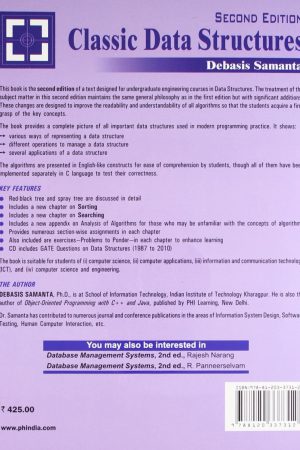 SECOND EDITION
Classic Data Structures
Debasis Samanta
This book is the second edition of a text designed for undergraduate engineering courses in Data Structures. The treatment of the
subject matter in this second edition maintains the same general philosophy as in the first edition but with significant additions.
These changes are designed to improve the readability and understandability of all algorithms so that the students acquire a firm
grasp of the key concepts.
The book provides a complete picture of all important data structures used in modern programming practice. It shows:
→ various ways of representing a data structure
→ different operations to manage a data structure
→ several applications of a data structure
The algorithms are presented in English-like constructs for ease of comprehension by students, though all of them have been
implemented separately in C language to test their correctness.
KEY FEATURES
Red-black tree and spray tree are discussed in detail
Includes a new chapter on Sorting
Includes a new chapter on Searching
Includes a new appendix on Analysis of Algorithms for those who may be unfamiliar with the concepts of algorithms
Provides numerous section-wise assignments in each chapter
Also included are exercises—Problems to Ponder—in each chapter to enhance learning
CD includes GATE Questions on Data Structures (1987 to 2010)
The book is suitable for students of (i) computer science, (ii) computer applications, (iii) information and communication technology
(ICT), and (iv) computer science and engineering.
THE AUTHOR
DEBASIS SAMANTA, Ph.D., is at School of Information Technology, Indian Institute of Technology Kharagpur. He is also the
author of Object-Oriented Programming with C++ and Java, published by PHI Learning, New Delhi.
Dr. Samanta has contributed to numerous journal and conference publications in the areas of Information System Design, Software
Testing, Human Computer Interaction, etc.
You may also be interested in
Database Management Systems, 2nd ed., Rajesh Narang
Database Management Systems, 2nd ed., R. Panneerselvam
₹ 425.00
www.phindia.com
ISBN:978-81-203-3731-2
9788120337312